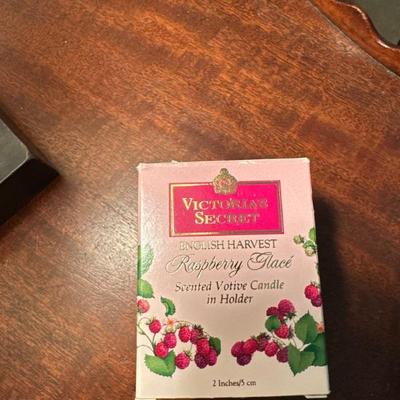 VICTORIA'S
SECRET
ENGLISH HARVEST
Raspberry Glacé
Scented Votive Candle
in Holder
2 Inches/5 cm